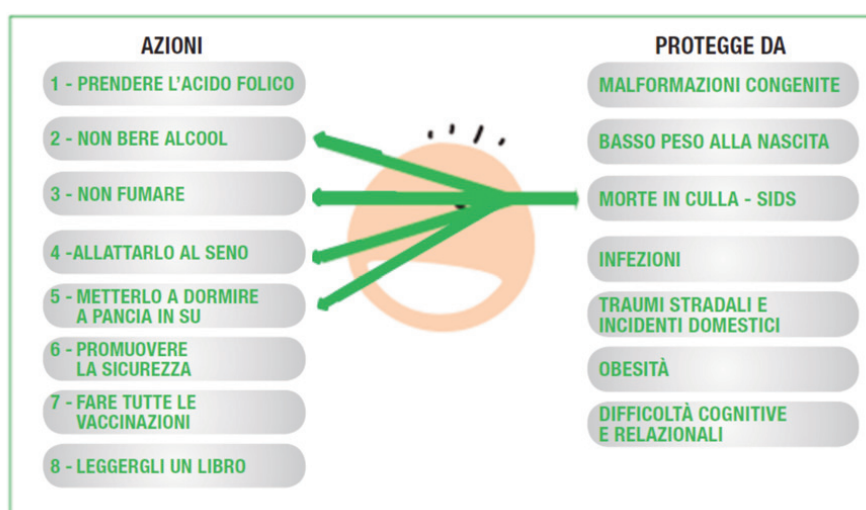 AZIONI
1 - PRENDERE L'ACIDO FOLICO
2 - NON BERE ALCOOL
3 - NON FUMARE
4 -ALLATTARLO AL SENO
5 - METTERLO A DORMIRE
A PANCIA IN SU
6 - PROMUOVERE
LA SICUREZZA
7 - FARE TUTTE LE
VACCINAZIONI
8 - LEGGERGLI UN LIBRO
PROTEGGE DA
MALFORMAZIONI CONGENITE
BASSO PESO ALLA NASCITA
MORTE IN CULLA - SIDS
INFEZIONI
TRAUMI STRADALI E
INCIDENTI DOMESTICI
OBESITÀ
DIFFICOLTÀ COGNITIVE
E RELAZIONALI